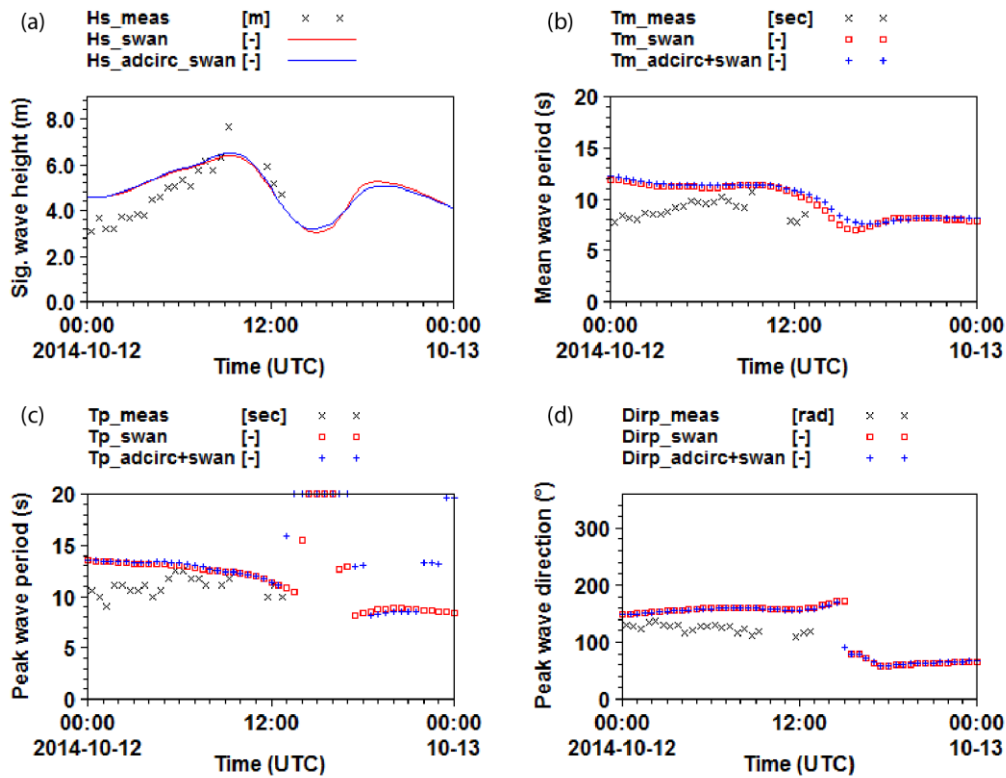 (a)
Hs_meas [m]
Hs_swan [-]
Hs_adcirc_swan [-]
Sig. wave height (m)
8.0
6.0
4.0
2.0
0.0
00:00 12:00 00:00
2014-10-12 10-13
Time (UTC)
(b)
Tm_meas [sec]
Tm_swan [-]
Tm_adcirc+swan [-]
Mean wave period (s)
20
15
10
5
0
00:00 12:00 00:00
2014-10-12 10-13
Time (UTC)
(c)
Tp_meas [sec]
Tp_swan [-]
Tp_adcirc+swan [-]
Peak wave period (s)
20
15
10
5
0
00:00 12:00 00:00
2014-10-12 10-13
Time (UTC)
(d)
Dirp_meas [rad]
Dirp_swan [-]
Dirp_adcirc+swan [-]
Peak wave direction (°)
300
200
100
0
00:00 12:00 00:00
2014-10-12 10-13
Time (UTC)